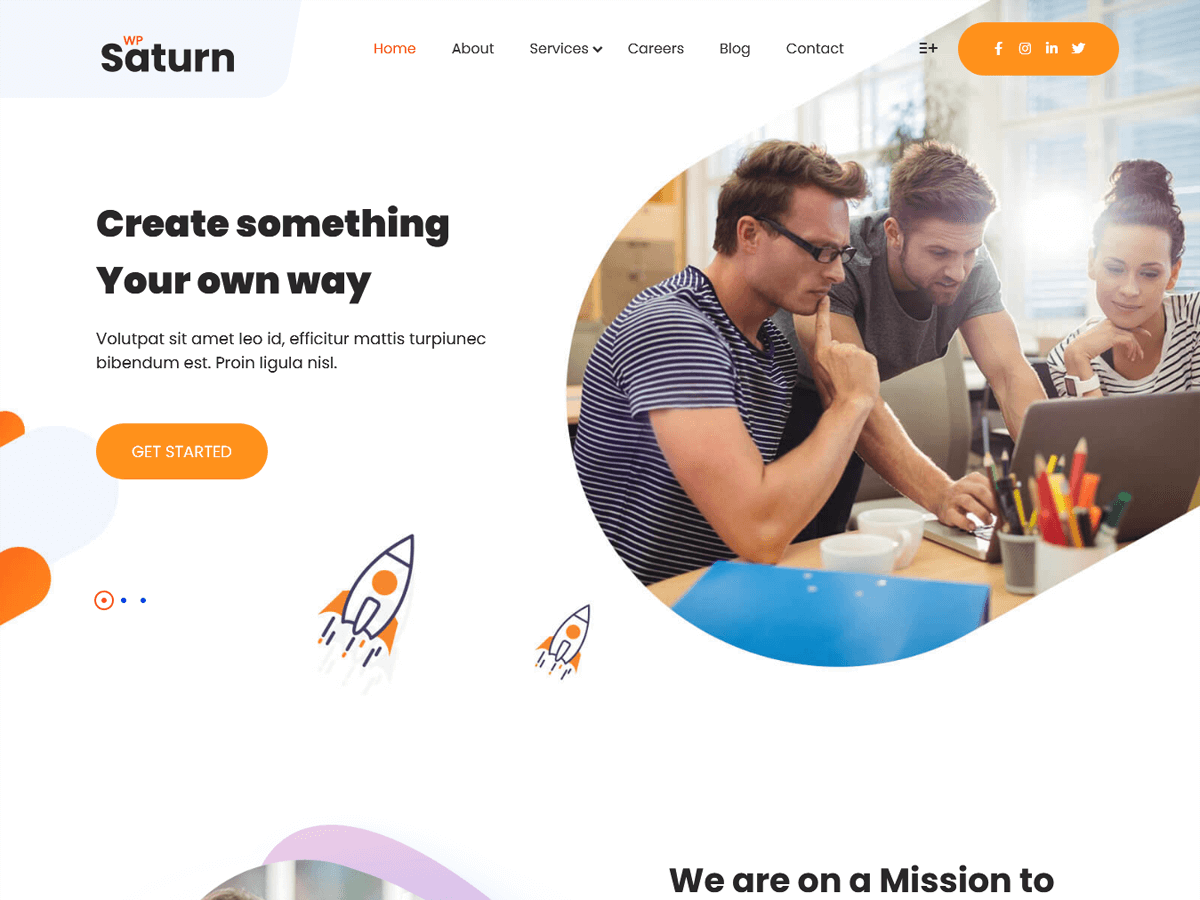 WP
Saturn
Home About Services Careers Blog Contact
Create something
Your own way
Volutpat sit amet leo id, efficitur mattis turpiunec
bibendum est. Proin ligula nisl.
GET STARTED
We are on a Mission to